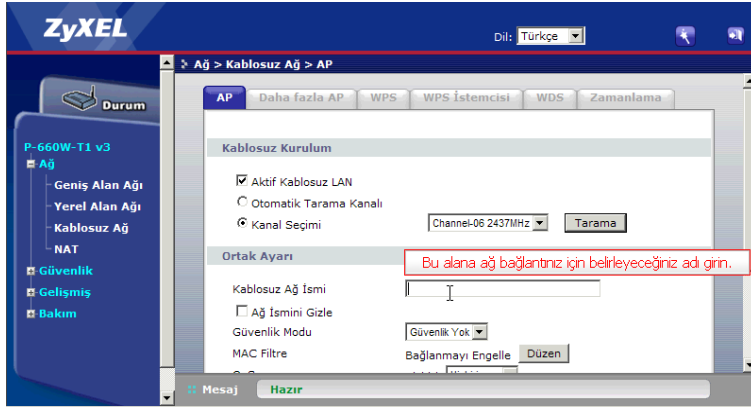 ZyXEL
Dil: Türkçe
Durum
P-660W-T1 v3
Ağ
Geniş Alan Ağı
Yerel Alan Ağı
Kablosuz Ağ
NAT
Güvenlik
Gelişmiş
Bakım
Ağ > Kablosuz Ağ > AP
AP Daha fazla AP WPS WPS İstemcisi WDS Zamanlama
Kablosuz Kurulum
Aktif Kablosuz LAN
Otomatik Tarama Kanalı
Kanal Seçimi Channel-06 2437MHz Tarama
Ortak Ayarı
Bu alana ağ bağlantınız için belirleyeceğiniz adı girin.
Kablosuz Ağ İsmi
Ağ İsmini Gizle
Güvenlik Modu Güvenlik Yok
MAC Filtre Bağlanmayı Engelle Düzen
Mesaj Hazır